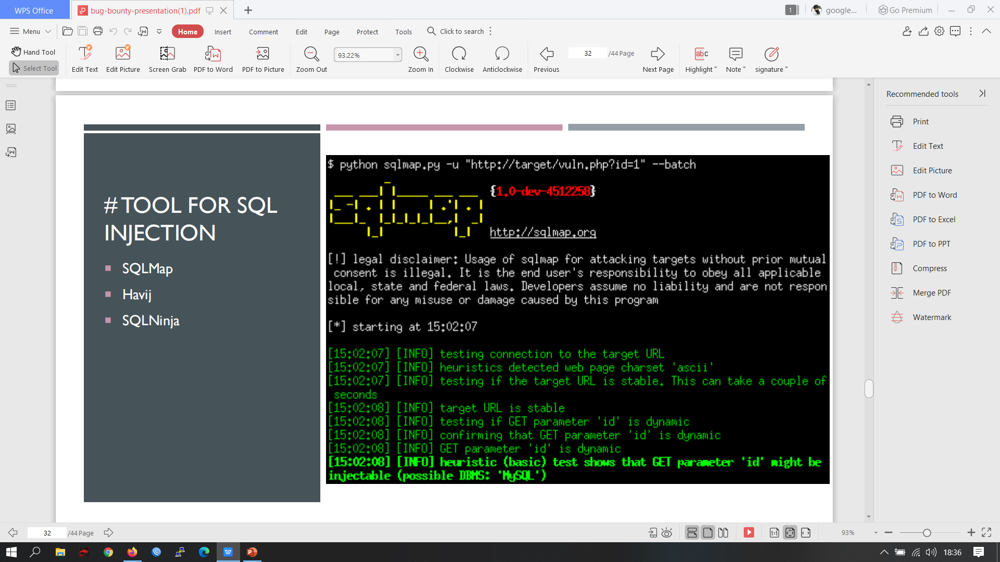 WPS Office
bug-bounty-presentation(1).pdf
1
google...
Go Premium
Menu
Home
Insert
Comment
Edit
Page
Protect
Tools
Click to search
Hand Tool
Select Tool
Edit Text
Edit Picture
Screen Grab
PDF to Word
PDF to Picture
Zoom Out
93.22%
Zoom In
Clockwise
Anticlockwise
Previous
32
/44 Page
Next Page
abc
Highlight
Note
signature
# TOOL FOR SQL
INJECTION
SQLMap
Havij
SQLNinja
$ python sqlmap.py -u "http://target/vuln.php?id=1" --batch
{1.0-dev-4512258}
http://sqlmap.org
[!] legal disclaimer: Usage of sqlmap for attacking targets without prior mutual
consent is illegal. It is the end user's responsibility to obey all applicable
local, state and federal laws. Developers assume no liability and are not respon
sible for any misuse or damage caused by this program
[*] starting at 15:02:07
[15:02:07] [INFO] testing connection to the target URL
[15:02:07] [INFO] heuristics detected web page charset 'ascii'
[15:02:07] [INFO] testing if the target URL is stable. This can take a couple of
seconds
[15:02:08] [INFO] target URL is stable
[15:02:08] [INFO] testing if GET parameter 'id' is dynamic
[15:02:08] [INFO] confirming that GET parameter 'id' is dynamic
[15:02:08] [INFO] GET parameter 'id' is dynamic
[15:02:08] [INFO] heuristic (basic) test shows that GET parameter 'id' might be
injectable (possible DBMS: 'MySQL')
Recommended tools
Print
Edit Text
Edit Picture
PDF to Word
PDF to Excel
PDF to PPT
Compress
Merge PDF
Watermark
32
/44 Page
1:1
93%
18:36